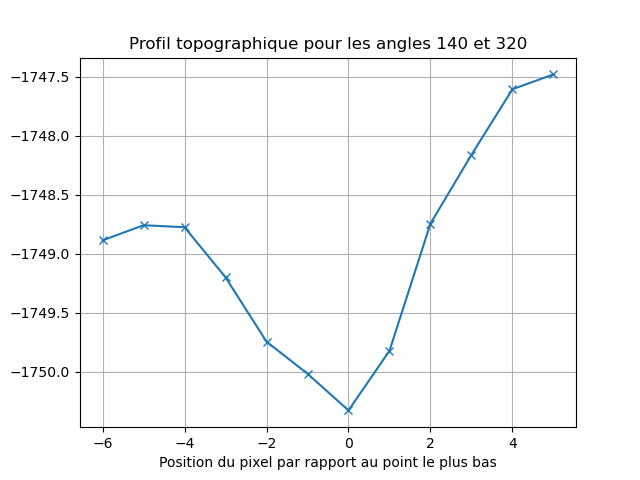 Profil topographique pour les angles 140 et 320
−1747.5
−1748.0
−1748.5
−1749.0
−1749.5
−1750.0
−6 −4 −2 0 2 4
Position du pixel par rapport au point le plus bas